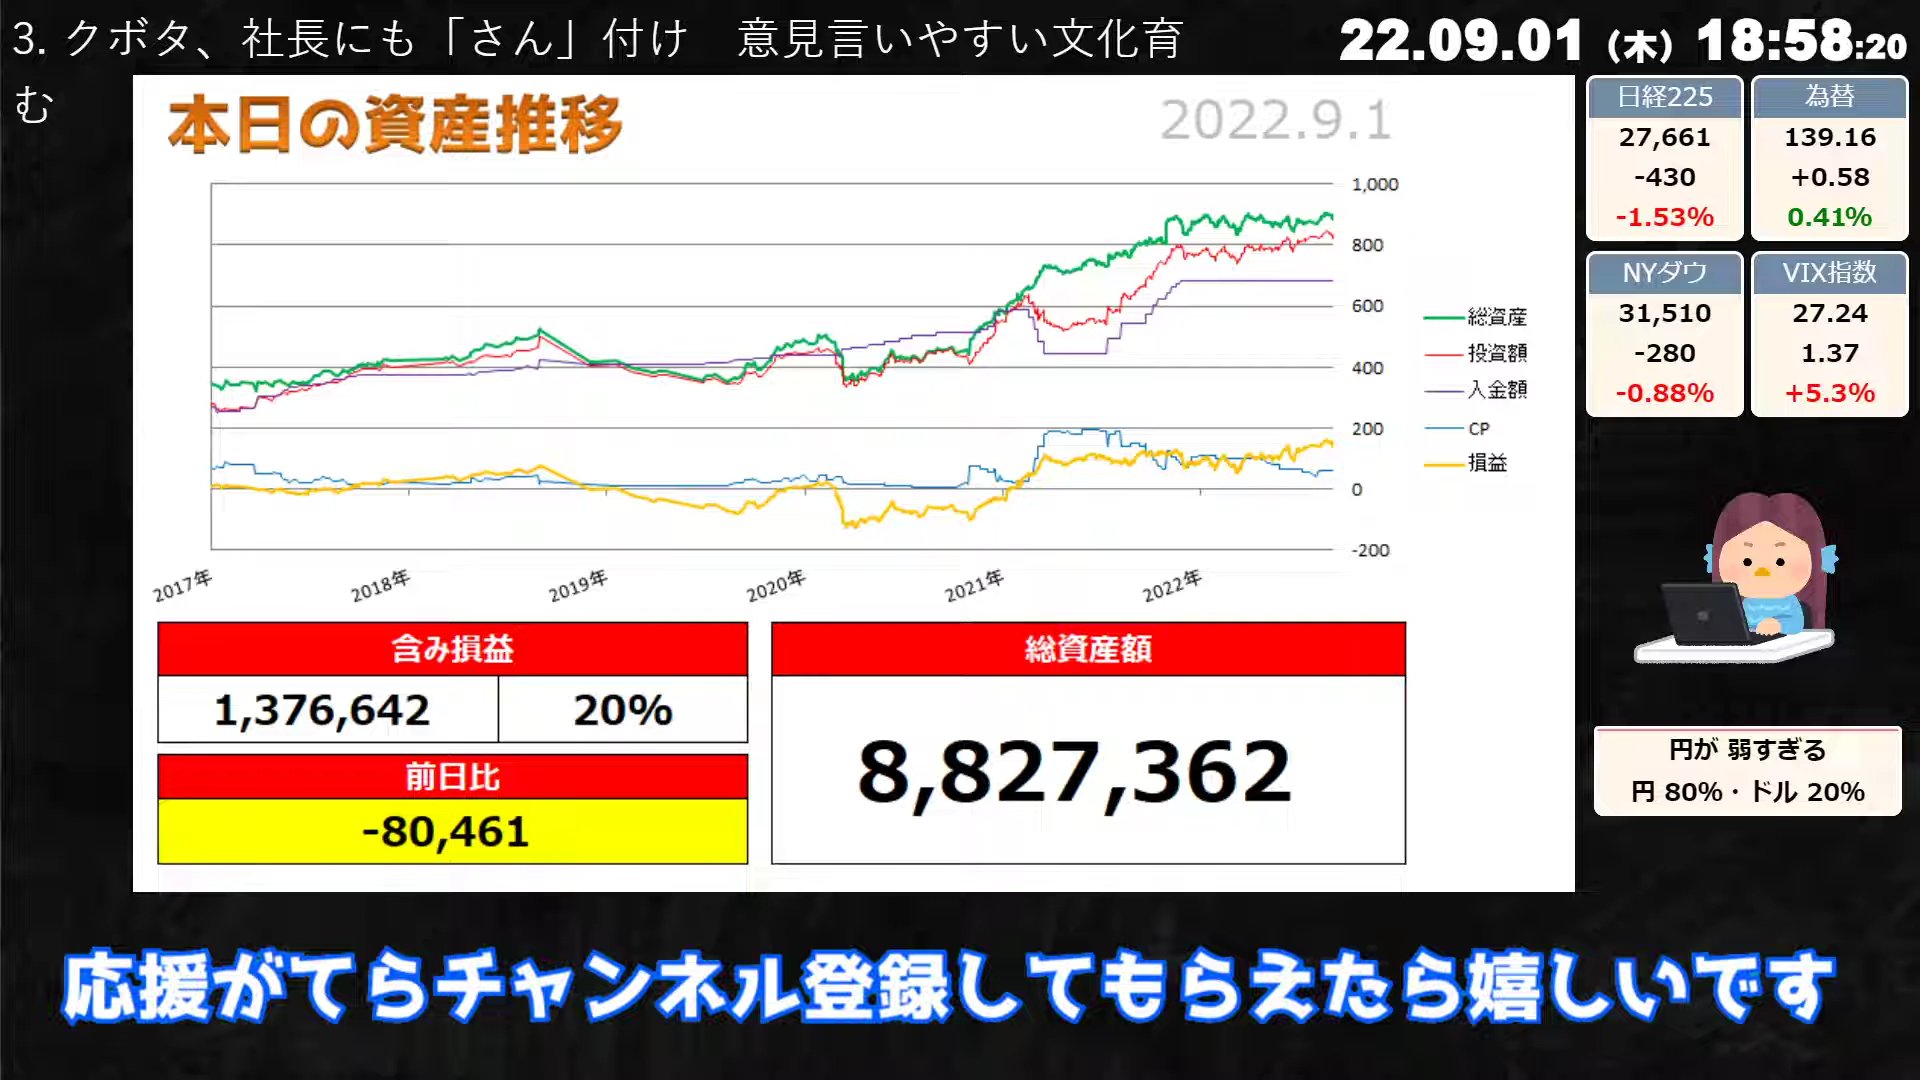 3. クボタ、社長にも「さん」付け　意見言いやすい文化育
む
22.09.01（木）18:58:20
本日の資産推移
2022.9.1
1,000
800
600
400
200
0
-200
2017年
2018年
2019年
2020年
2021年
2022年
総資産
投資額
入金額
CP
損益
含み損益
1,376,642
20%
前日比
-80,461
総資産額
8,827,362
日経225
27,661
-430
-1.53%
為替
139.16
+0.58
0.41%
NYダウ
31,510
-280
-0.88%
VIX指数
27.24
1.37
+5.3%
円が 弱すぎる
円 80%・ドル 20%
応援がてらチャンネル登録してもらえたら嬉しいです